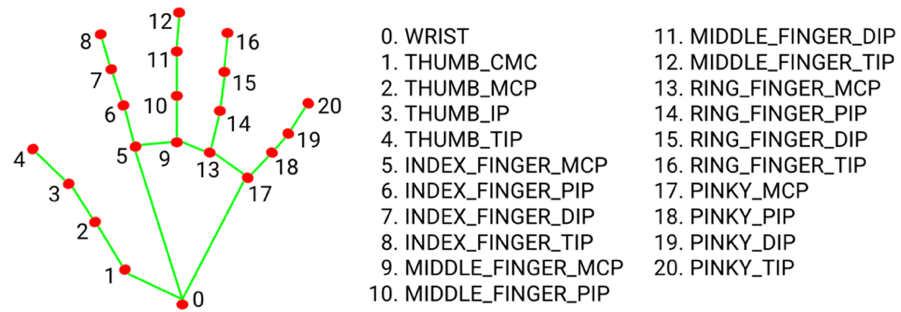 12
8
16
11
7
15
10
6
14
20
19
4
5
9
13
18
3
17
2
1
0
0. WRIST
1. THUMB_CMC
2. THUMB_MCP
3. THUMB_IP
4. THUMB_TIP
5. INDEX_FINGER_MCP
6. INDEX_FINGER_PIP
7. INDEX_FINGER_DIP
8. INDEX_FINGER_TIP
9. MIDDLE_FINGER_MCP
10. MIDDLE_FINGER_PIP
11. MIDDLE_FINGER_DIP
12. MIDDLE_FINGER_TIP
13. RING_FINGER_MCP
14. RING_FINGER_PIP
15. RING_FINGER_DIP
16. RING_FINGER_TIP
17. PINKY_MCP
18. PINKY_PIP
19. PINKY_DIP
20. PINKY_TIP